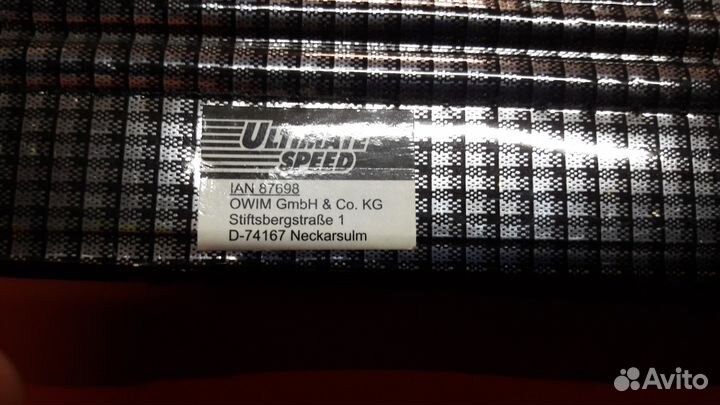 ULTIMATE
SPEED
IAN 87698
OWIM GmbH & Co. KG
Stiftsbergstraße 1
D-74167 Neckarsulm
Avito